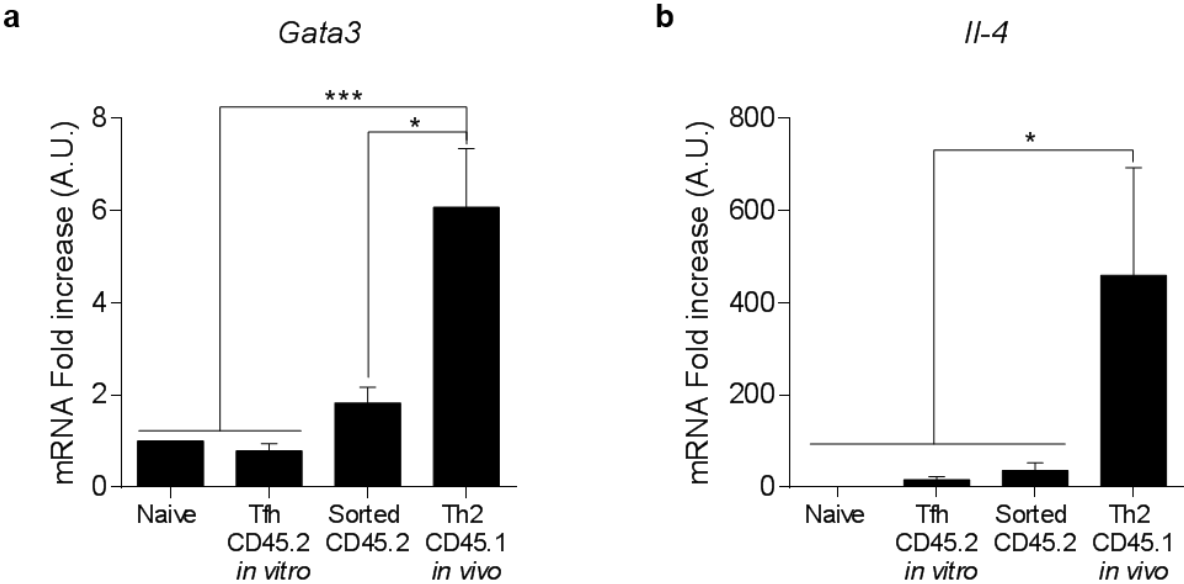 a
Gata3
mRNA Fold increase (A.U.)
8
6
4
2
0
***
*
Naive
Tfh
CD45.2
in vitro
Sorted
CD45.2
Th2
CD45.1
in vivo
b
Il-4
mRNA Fold increase (A.U.)
800
600
400
200
0
*
Naive
Tfh
CD45.2
in vitro
Sorted
CD45.2
Th2
CD45.1
in vivo